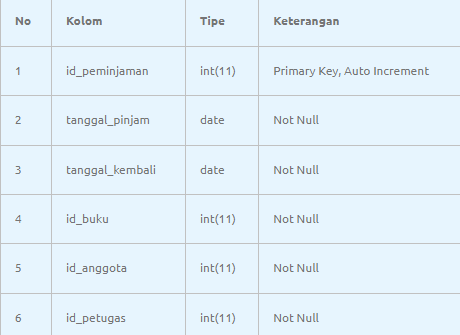 No Kolom Tipe Keterangan
1 id_peminjaman int(11) Primary Key, Auto Increment
2 tanggal_pinjam date Not Null
3 tanggal_kembali date Not Null
4 id_buku int(11) Not Null
5 id_anggota int(11) Not Null
6 id_petugas int(11) Not Null